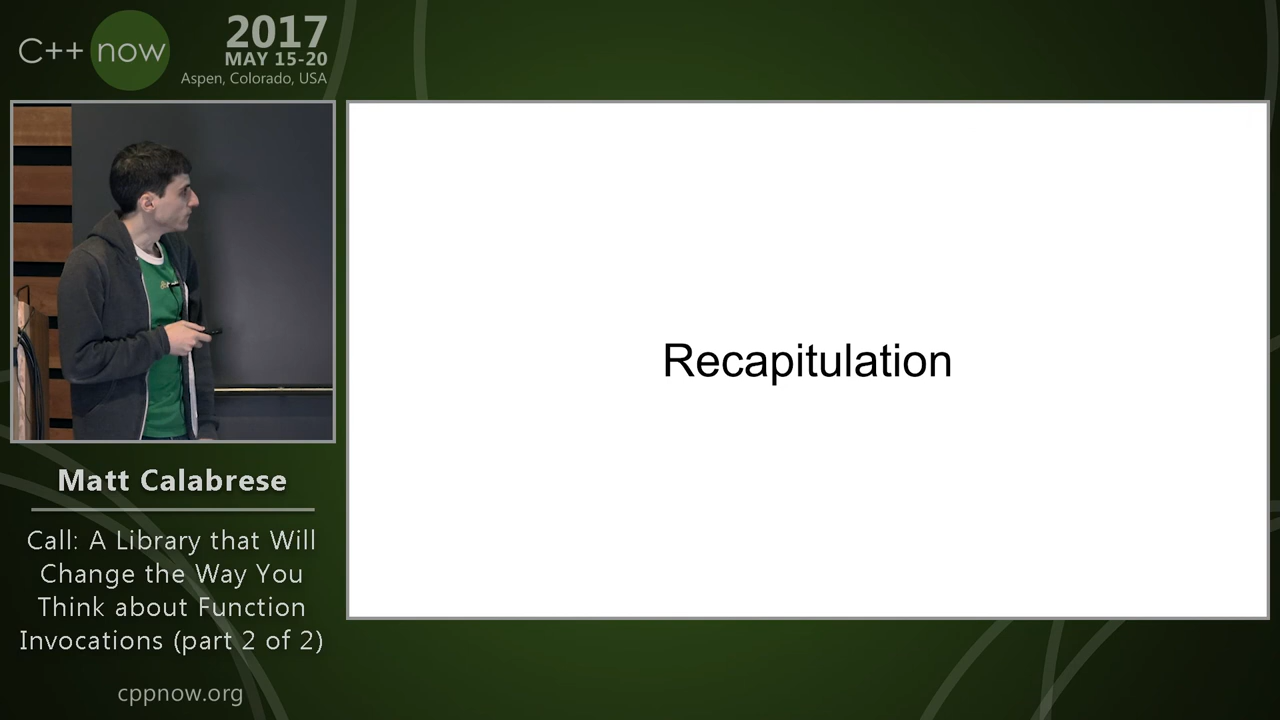 C++ now
2017
MAY 15-20
Aspen, Colorado, USA
Recapitulation
Matt Calabrese
Call: A Library that Will
Change the Way You
Think about Function
Invocations (part 2 of 2)
cppnow.org